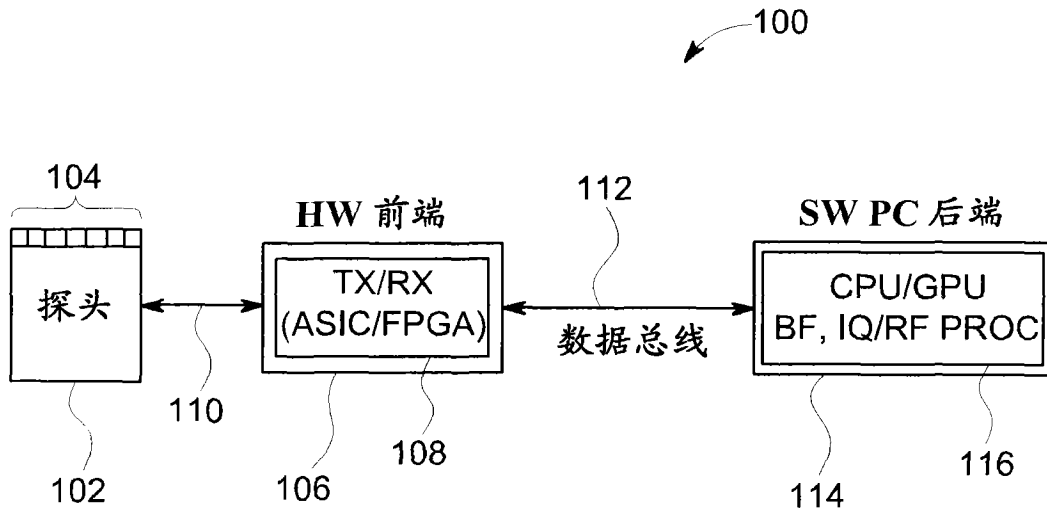 100
104
112
HW 前端
SW PC 后端
探头
TX/RX
(ASIC/FPGA)
数据总线
CPU/GPU
BF, IQ/RF PROC
110
108
116
102
106
114